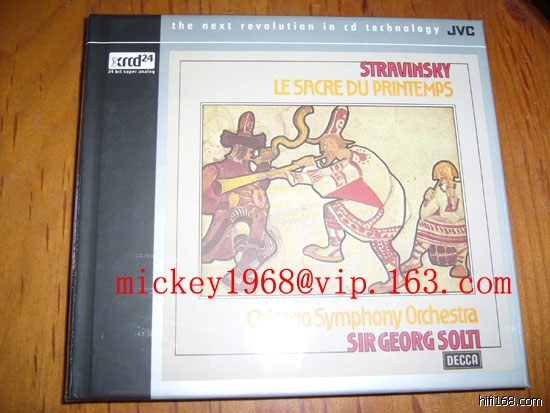 the next revolution in cd technology JVC
xrcd24
24 bit super analog
STRAVINSKY
LE SACRE DU PRINTEMPS
mickey1968@vip.163.com
Chicago Symphony Orchestra
SIR GEORG SOLTI
DECCA
hifi168.com